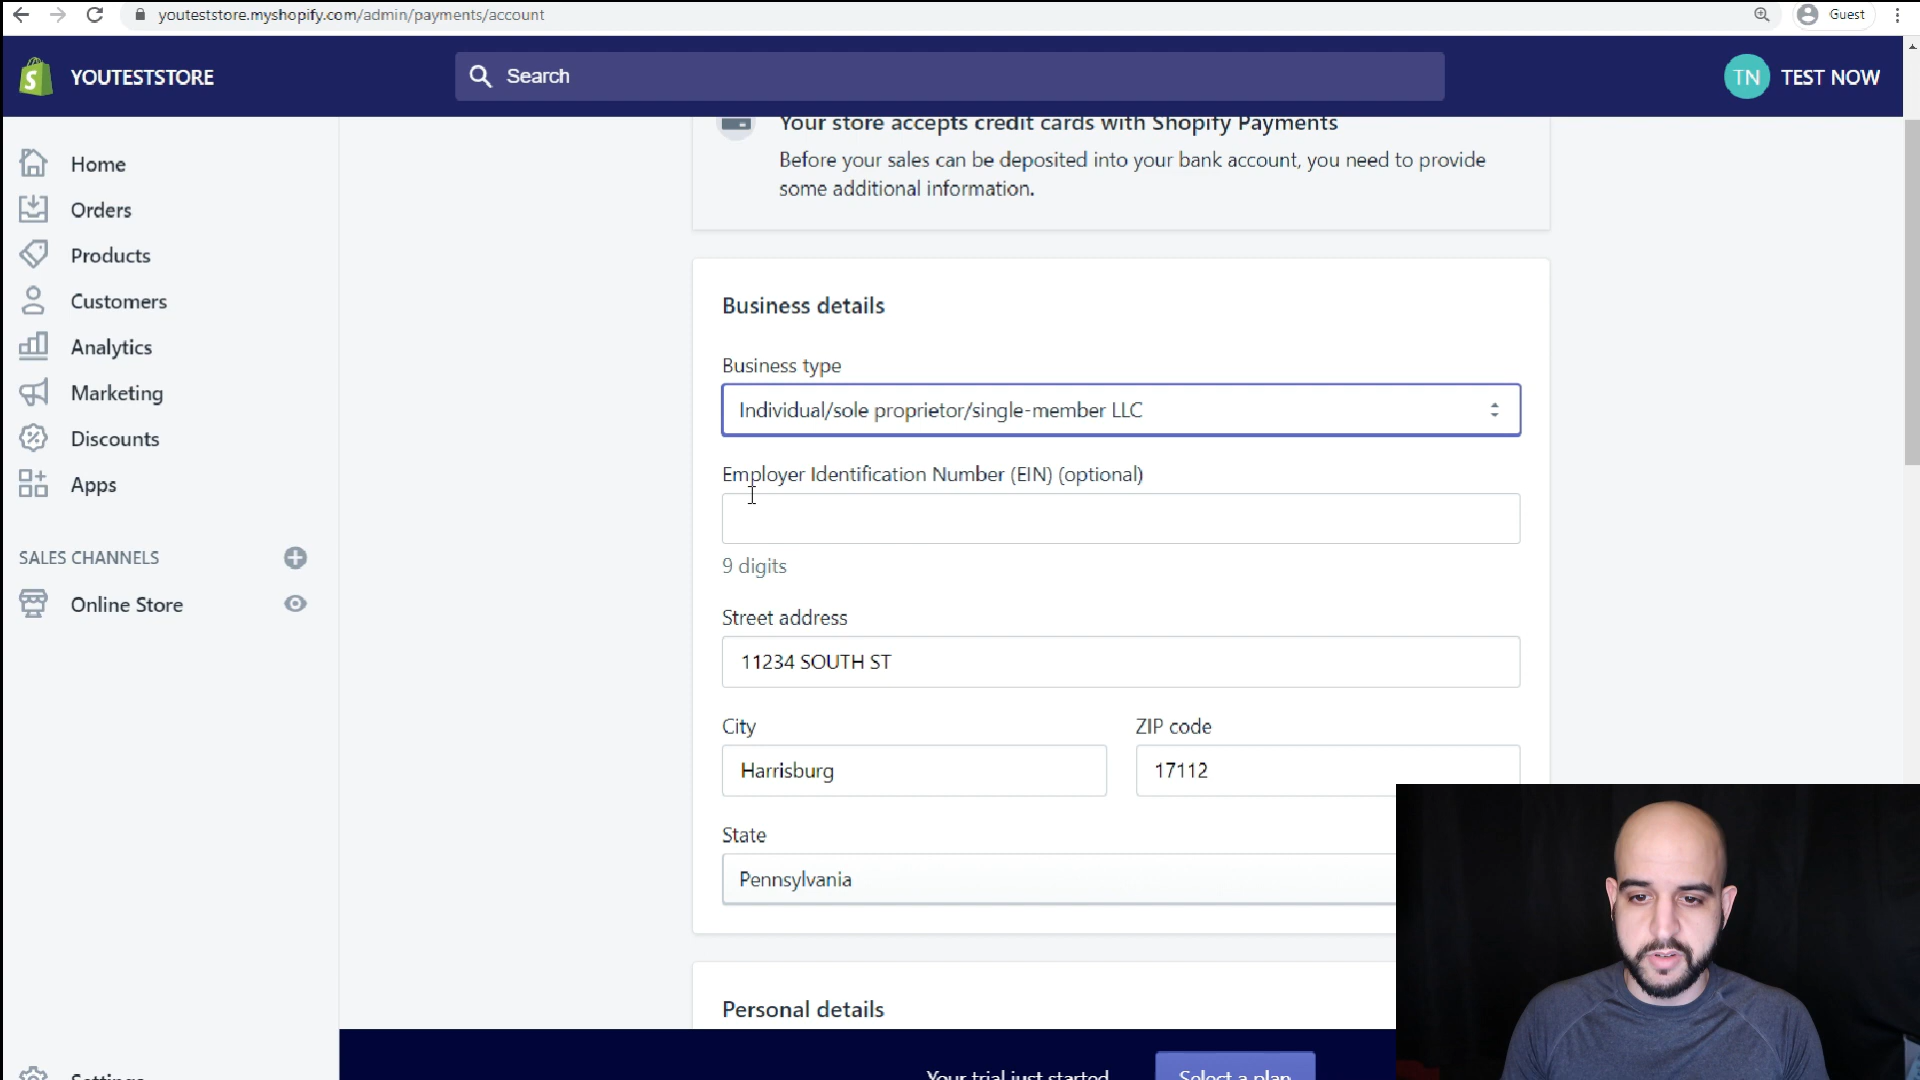 youteststore.myshopify.com/admin/payments/account
Guest
YOUTESTSTORE
Search
TN
TEST NOW
Home
Orders
Products
Customers
Analytics
Marketing
Discounts
Apps
SALES CHANNELS
Online Store
Settings
Your store accepts credit cards with Shopify Payments
Before your sales can be deposited into your bank account, you need to provide
some additional information.
Business details
Business type
Individual/sole proprietor/single-member LLC
Employer Identification Number (EIN) (optional)
9 digits
Street address
11234 SOUTH ST
City
ZIP code
Harrisburg
17112
State
Pennsylvania
Personal details
Your trial just started
Select a plan